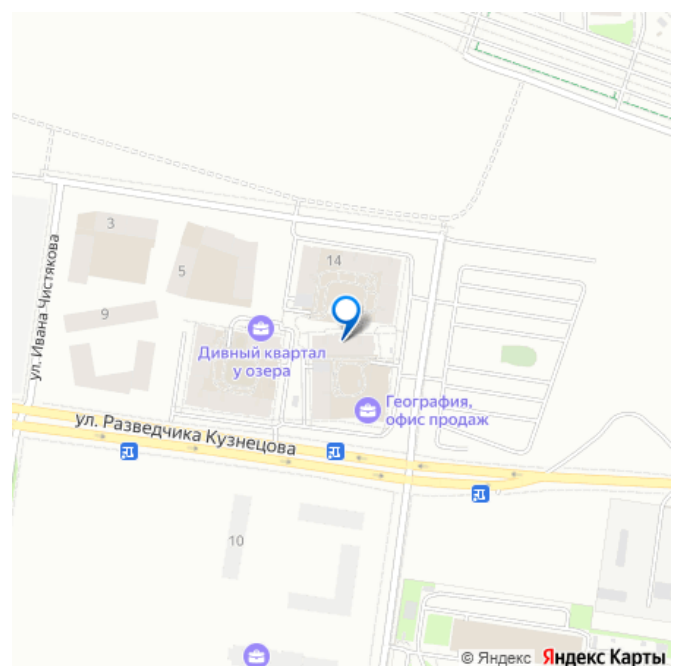 3
14
5
ул. Ивана Чистякова
9
Дивный квартал
у озера
География,
офис продаж
ул. Разведчика Кузнецова
10
© Яндекс Яндекс Карты